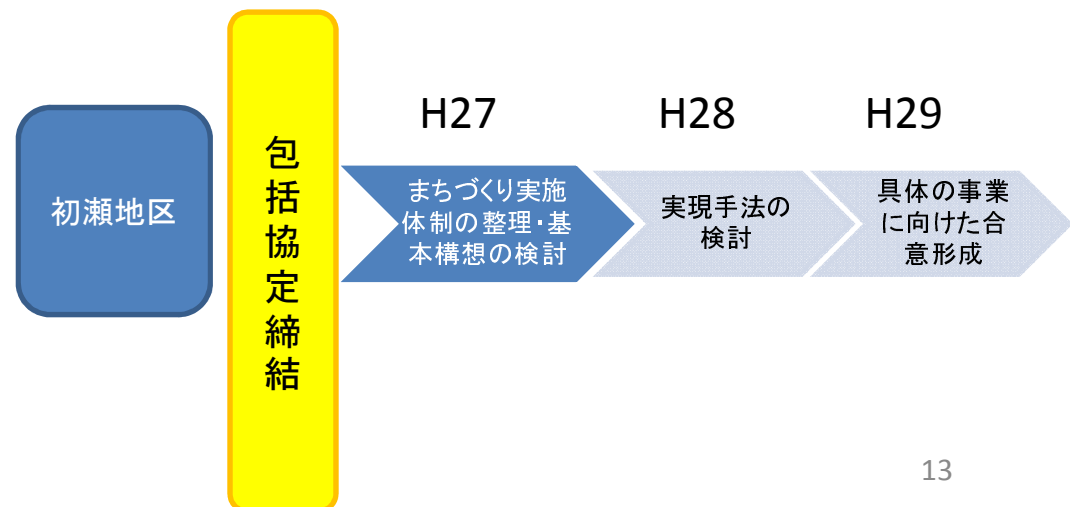 初瀬地区
包括協定締結
H27
まちづくり実施
体制の整理・基
本構想の検討
H28
実現手法の
検討
H29
具体の事業
に向けた合
意形成
13